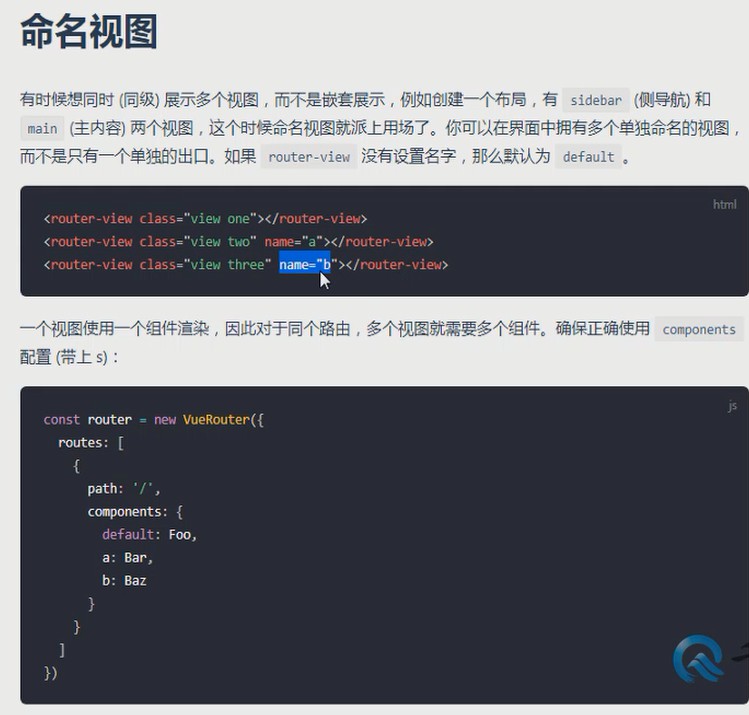 命名视图
有时候想同时 (同级) 展示多个视图，而不是嵌套展示，例如创建一个布局，有 sidebar (侧导航) 和
main (主内容) 两个视图，这个时候命名视图就派上用场了。你可以在界面中拥有多个单独命名的视图，
而不是只有一个单独的出口。如果 router-view 没有设置名字，那么默认为 default 。
html
<router-view class="view one"></router-view>
<router-view class="view two" name="a"></router-view>
<router-view class="view three" name="b"></router-view>
一个视图使用一个组件渲染，因此对于同个路由，多个视图就需要多个组件。确保正确使用 components
配置 (带上 s)：
js
const router = new VueRouter({
  routes: [
    {
      path: '/',
      components: {
        default: Foo,
        a: Bar,
        b: Baz
      }
    }
  ]
})